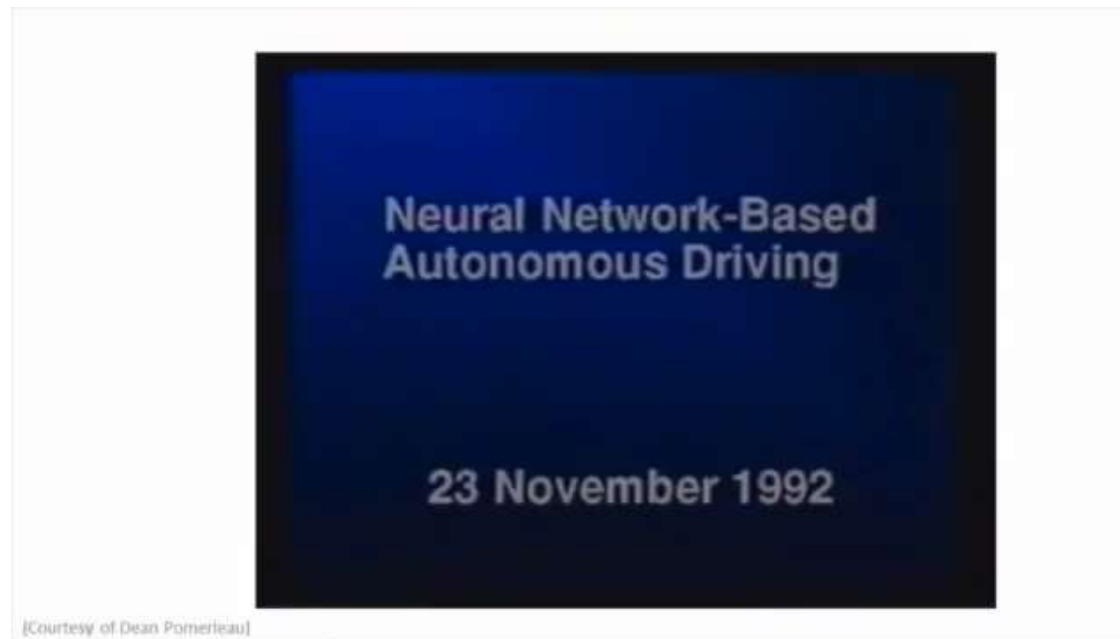 Neural Network-Based
Autonomous Driving
23 November 1992
[Courtesy of Dean Pomerleau]